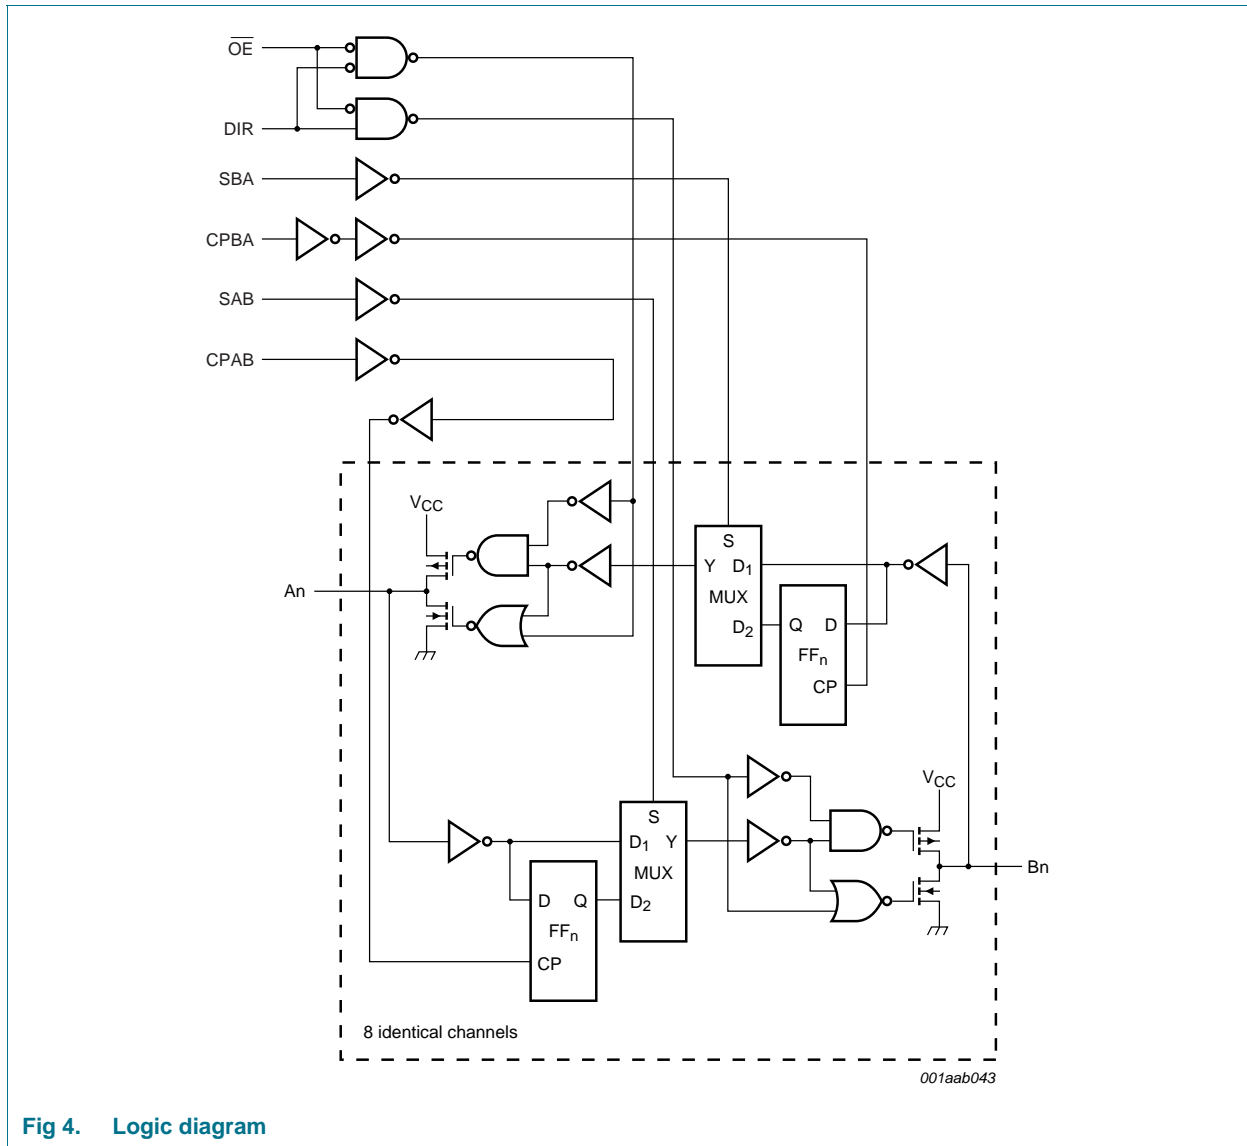 OE
DIR
SBA
CPBA
SAB
CPAB
VCC
An
S
Y D1
MUX
D2
Q D
FFn
CP
S
D1 Y
MUX
D2
D Q
FFn
CP
VCC
Bn
8 identical channels
001aab043
Fig 4. Logic diagram